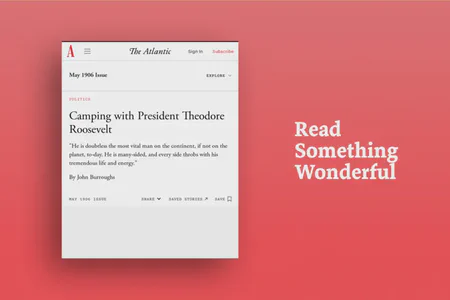 A The Atlantic Sign In Subscribe
May 1906 Issue EXPLORE
POLITICS
Camping with President Theodore
Roosevelt
"He is doubtless the most vital man on the continent, if not on the
planet, to-day. He is many-sided, and every side throbs with his
tremendous life and energy."
By John Burroughs
MAY 1906 ISSUE SHARE SAVED STORIES SAVE
Read
Something
Wonderful